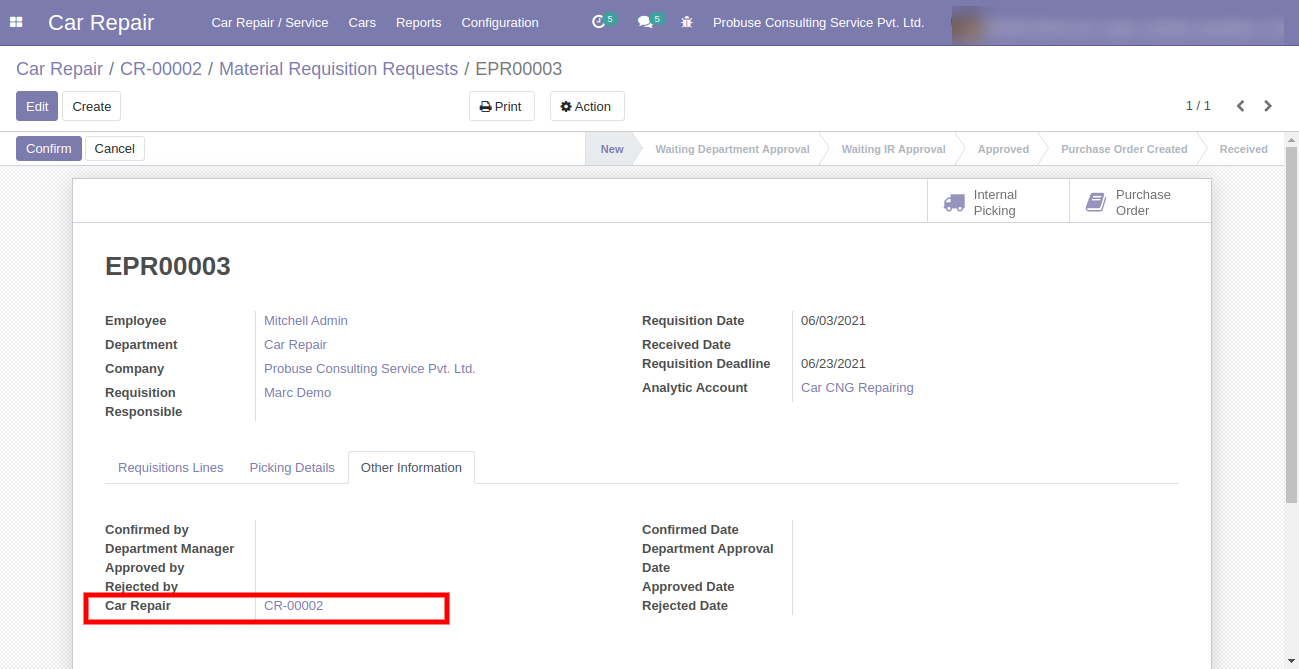 Car Repair
Car Repair / Service Cars Reports Configuration 5 5 Probuse Consulting Service Pvt. Ltd.
Car Repair / CR-00002 / Material Requisition Requests / EPR00003
Edit Create Print Action 1 / 1
Confirm Cancel New Waiting Department Approval Waiting IR Approval Approved Purchase Order Created Received
Internal Picking
Purchase Order
EPR00003
Employee Mitchell Admin
Department Car Repair
Company Probuse Consulting Service Pvt. Ltd.
Requisition Responsible Marc Demo
Requisition Date 06/03/2021
Received Date
Requisition Deadline 06/23/2021
Analytic Account Car CNG Repairing
Requisitions Lines Picking Details Other Information
Confirmed by
Department Manager
Approved by
Rejected by
Car Repair CR-00002
Confirmed Date
Department Approval
Date
Approved Date
Rejected Date